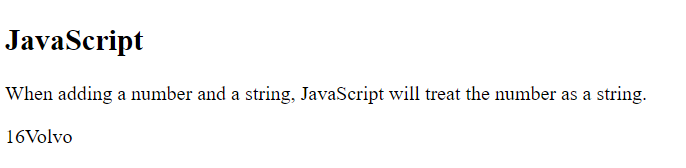 JavaScript
When adding a number and a string, JavaScript will treat the number as a string.
16Volvo